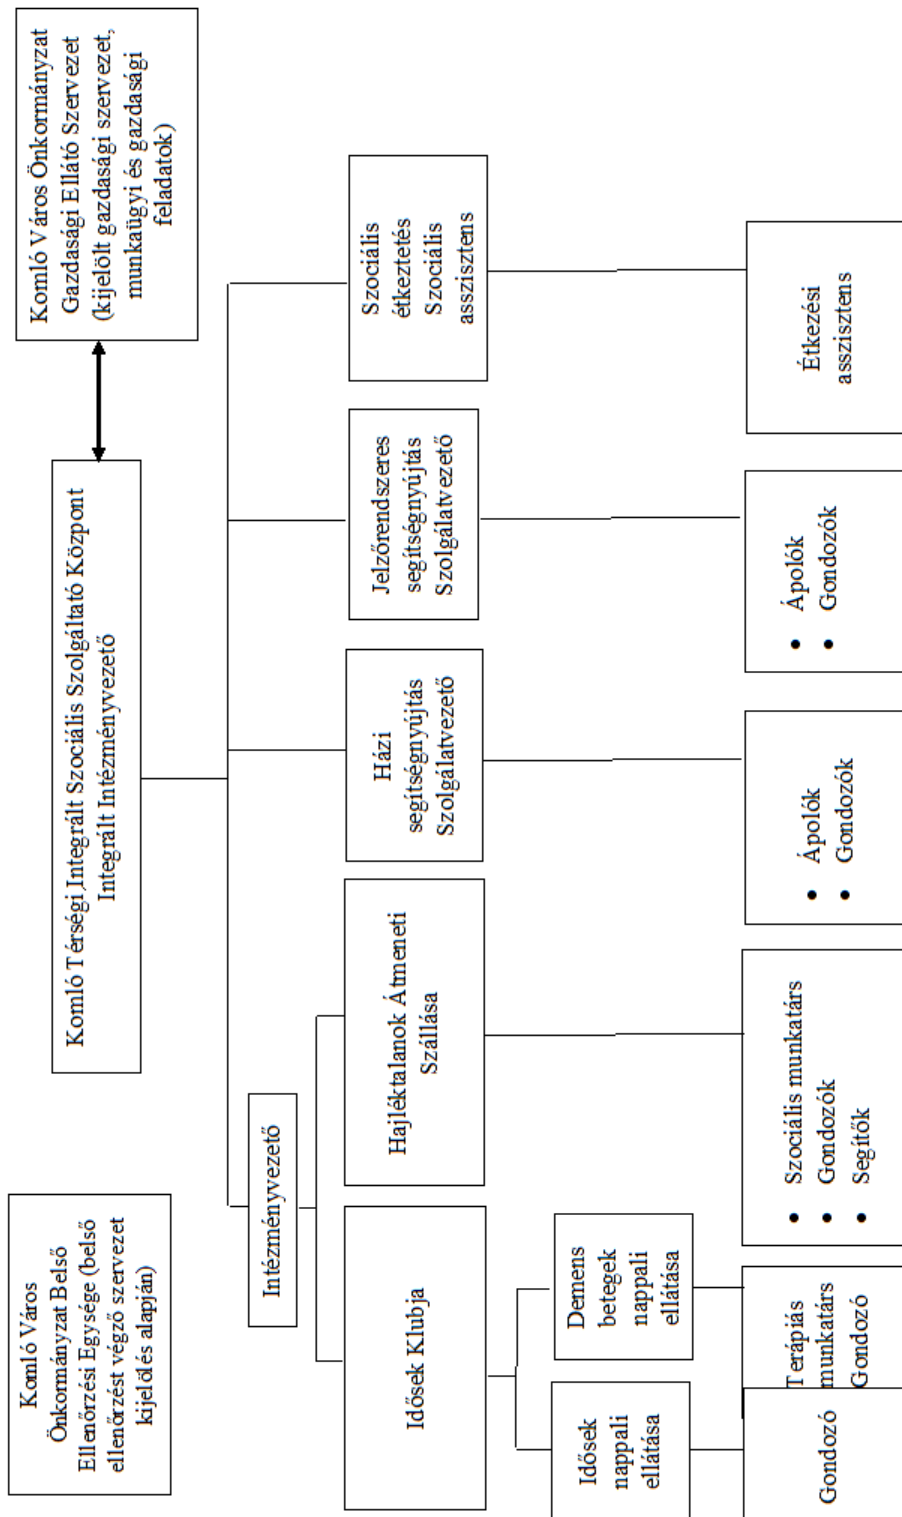 Komló Város
Önkormányzat Belső
Ellenőrzési Egysége (belső
ellenőrzést végző szervezet
kijelölés alapján)
Komló Térségi Integrált Szociális Szolgáltató Központ
Integrált Intézményvezető
Komló Város Önkormányzat
Gazdasági Ellátó Szervezet
(kijelölt gazdasági szervezet,
munkaügyi és gazdasági
feladatok)
Intézményvezető
Idősek Klubja
Hajléktalanok Átmeneti
Szállása
Házi
segítségnyújtás
Szolgálatvezető
Jelzőrendszeres
segítségnyújtás
Szolgálatvezető
Szociális
étkeztetés
Szociális
asszisztens
Idősek
nappali
ellátása
Demens
betegek
nappali
ellátása
Gondozó
Terápiás
munkatárs
Gondozó
• Szociális munkatárs
• Gondozók
• Segítők
• Ápolók
• Gondozók
• Ápolók
• Gondozók
Étkezési
asszisztens